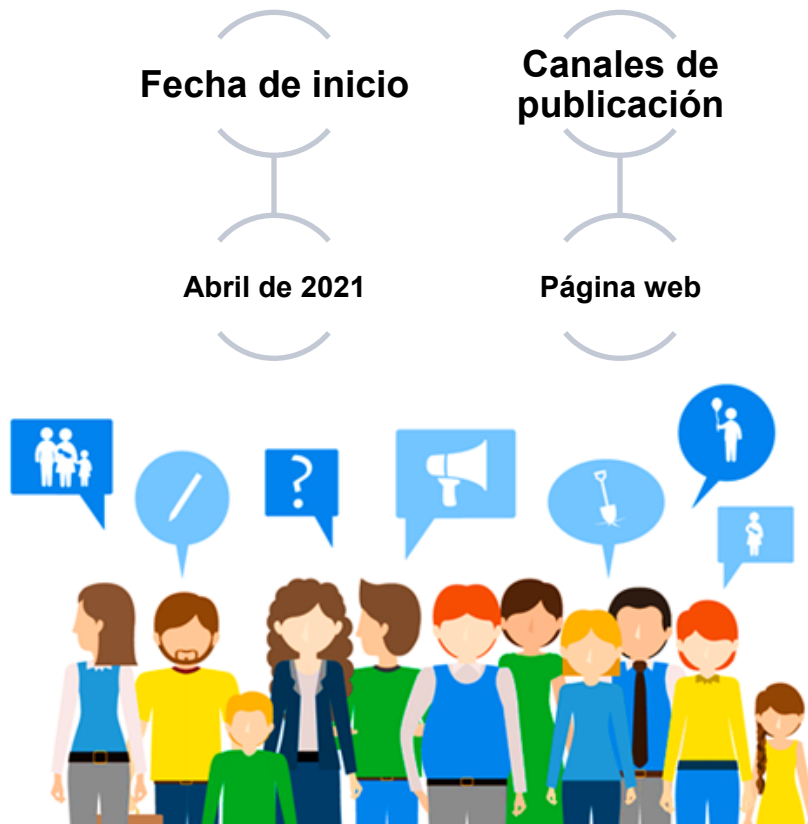 Fecha de inicio
Canales de
publicación
Abril de 2021
Página web
?